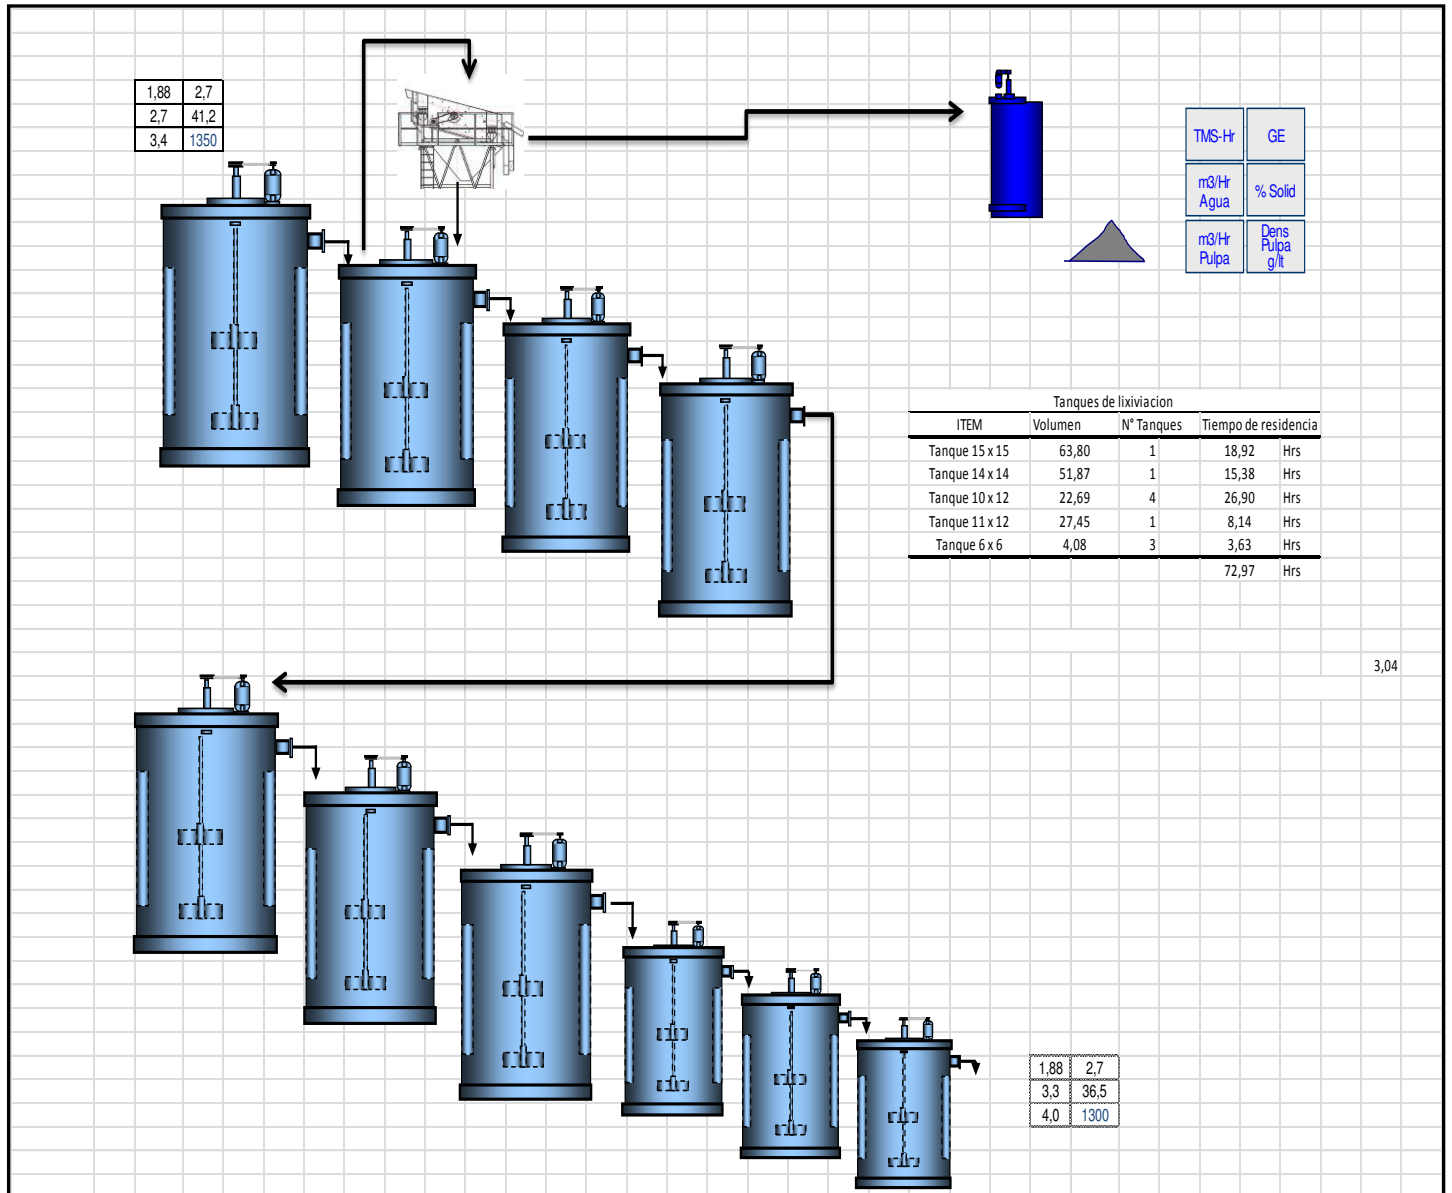 1,88 2,7
2,7 41,2
3,4 1350
TMS-Hr GE
m3/Hr
Agua
% Solid
m3/Hr
Pulpa
Dens
Pulpa
g/lt
Tanques de lixiviacion
ITEM Volumen N° Tanques Tiempo de residencia
Tanque 15 x 15 63,80 1 18,92 Hrs
Tanque 14 x 14 51,87 1 15,38 Hrs
Tanque 10 x 12 22,69 4 26,90 Hrs
Tanque 11 x 12 27,45 1 8,14 Hrs
Tanque 6 x 6 4,08 3 3,63 Hrs
72,97 Hrs
3,04
1,88 2,7
3,3 36,5
4,0 1300